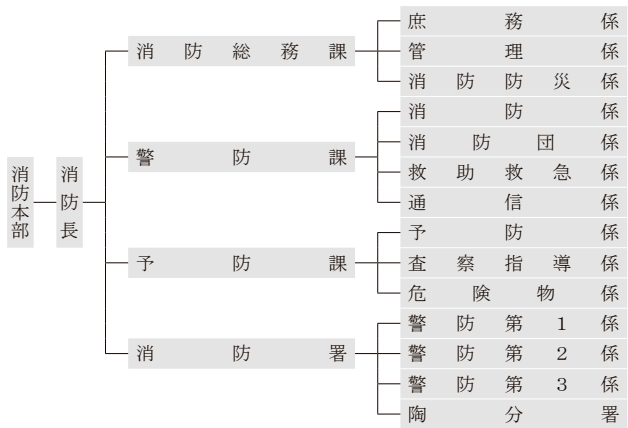 消防本部
消防長
消防総務課
庶務係
管理係
消防防災係
警防課
消防係
消防団係
救助救急係
通信係
予防課
予防係
査察指導係
危険物係
消防署
警防第1係
警防第2係
警防第3係
陶分署